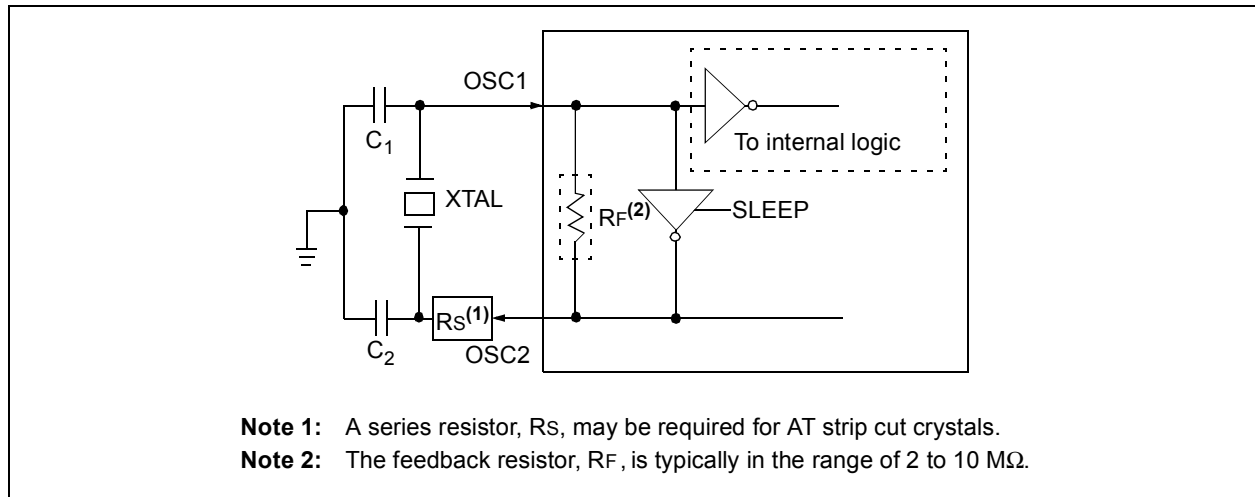 OSC1
C1
To internal logic
XTAL
RF(2)
SLEEP
RS(1)
C2
OSC2
Note 1: A series resistor, RS, may be required for AT strip cut crystals.
Note 2: The feedback resistor, RF, is typically in the range of 2 to 10 MΩ.